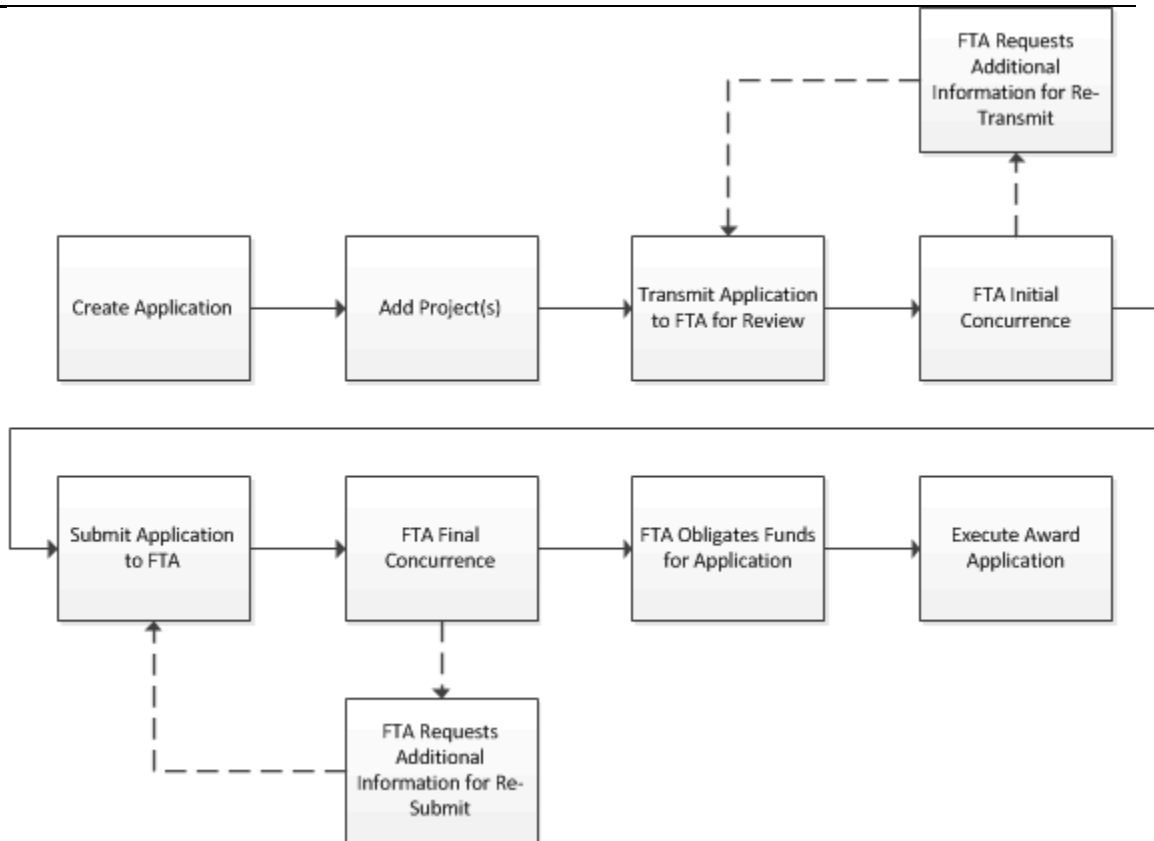 FTA Requests
Additional
Information for Re-
Transmit
Create Application
Add Project(s)
Transmit Application
to FTA for Review
FTA Initial
Concurrence
Submit Application
to FTA
FTA Final
Concurrence
FTA Obligates Funds
for Application
Execute Award
Application
FTA Requests
Additional
Information for Re-
Submit